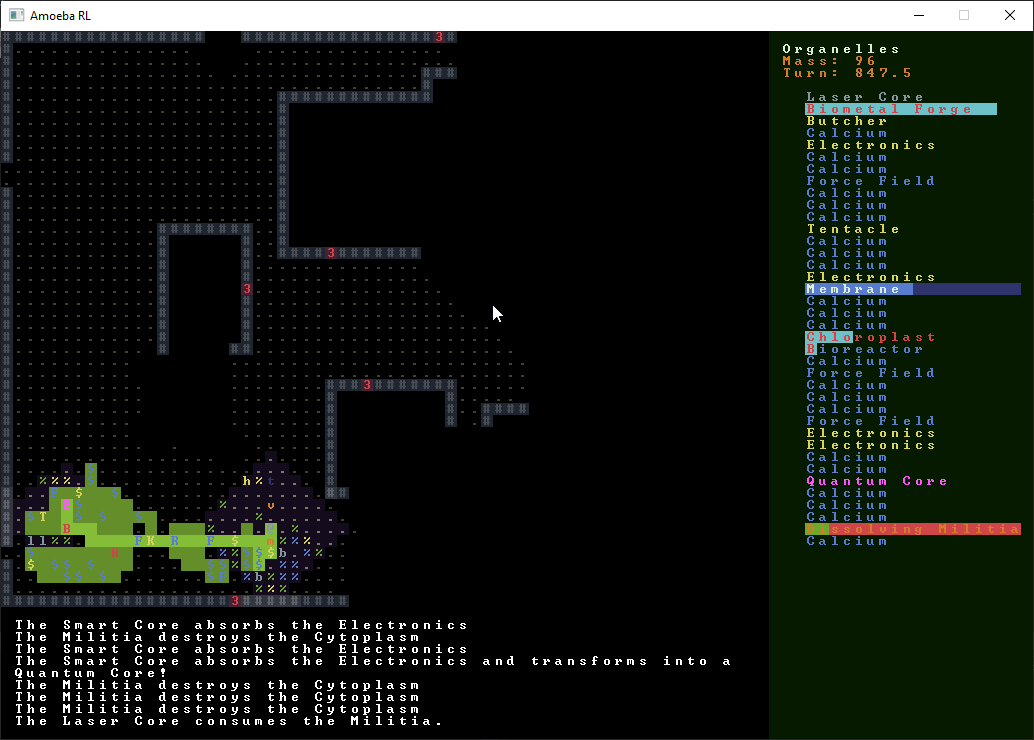 Amoeba RL
Organelles
Mass: 96
Turn: 847.5
Laser Core
Biometal Forge
Butcher
Calcium
Electronics
Calcium
Calcium
Force Field
Calcium
Calcium
Calcium
Tentacle
Calcium
Calcium
Calcium
Electronics
Membrane
Calcium
Calcium
Calcium
Chloroplast
Bioreactor
Calcium
Force Field
Calcium
Calcium
Calcium
Force Field
Electronics
Electronics
Calcium
Calcium
Quantum Core
Calcium
Calcium
Calcium
Dissolving Militia
Calcium
The Smart Core absorbs the Electronics
The Militia destroys the Cytoplasm
The Smart Core absorbs the Electronics
The Smart Core absorbs the Electronics and transforms into a
Quantum Core!
The Militia destroys the Cytoplasm
The Militia destroys the Cytoplasm
The Militia destroys the Cytoplasm
The Laser Core consumes the Militia.